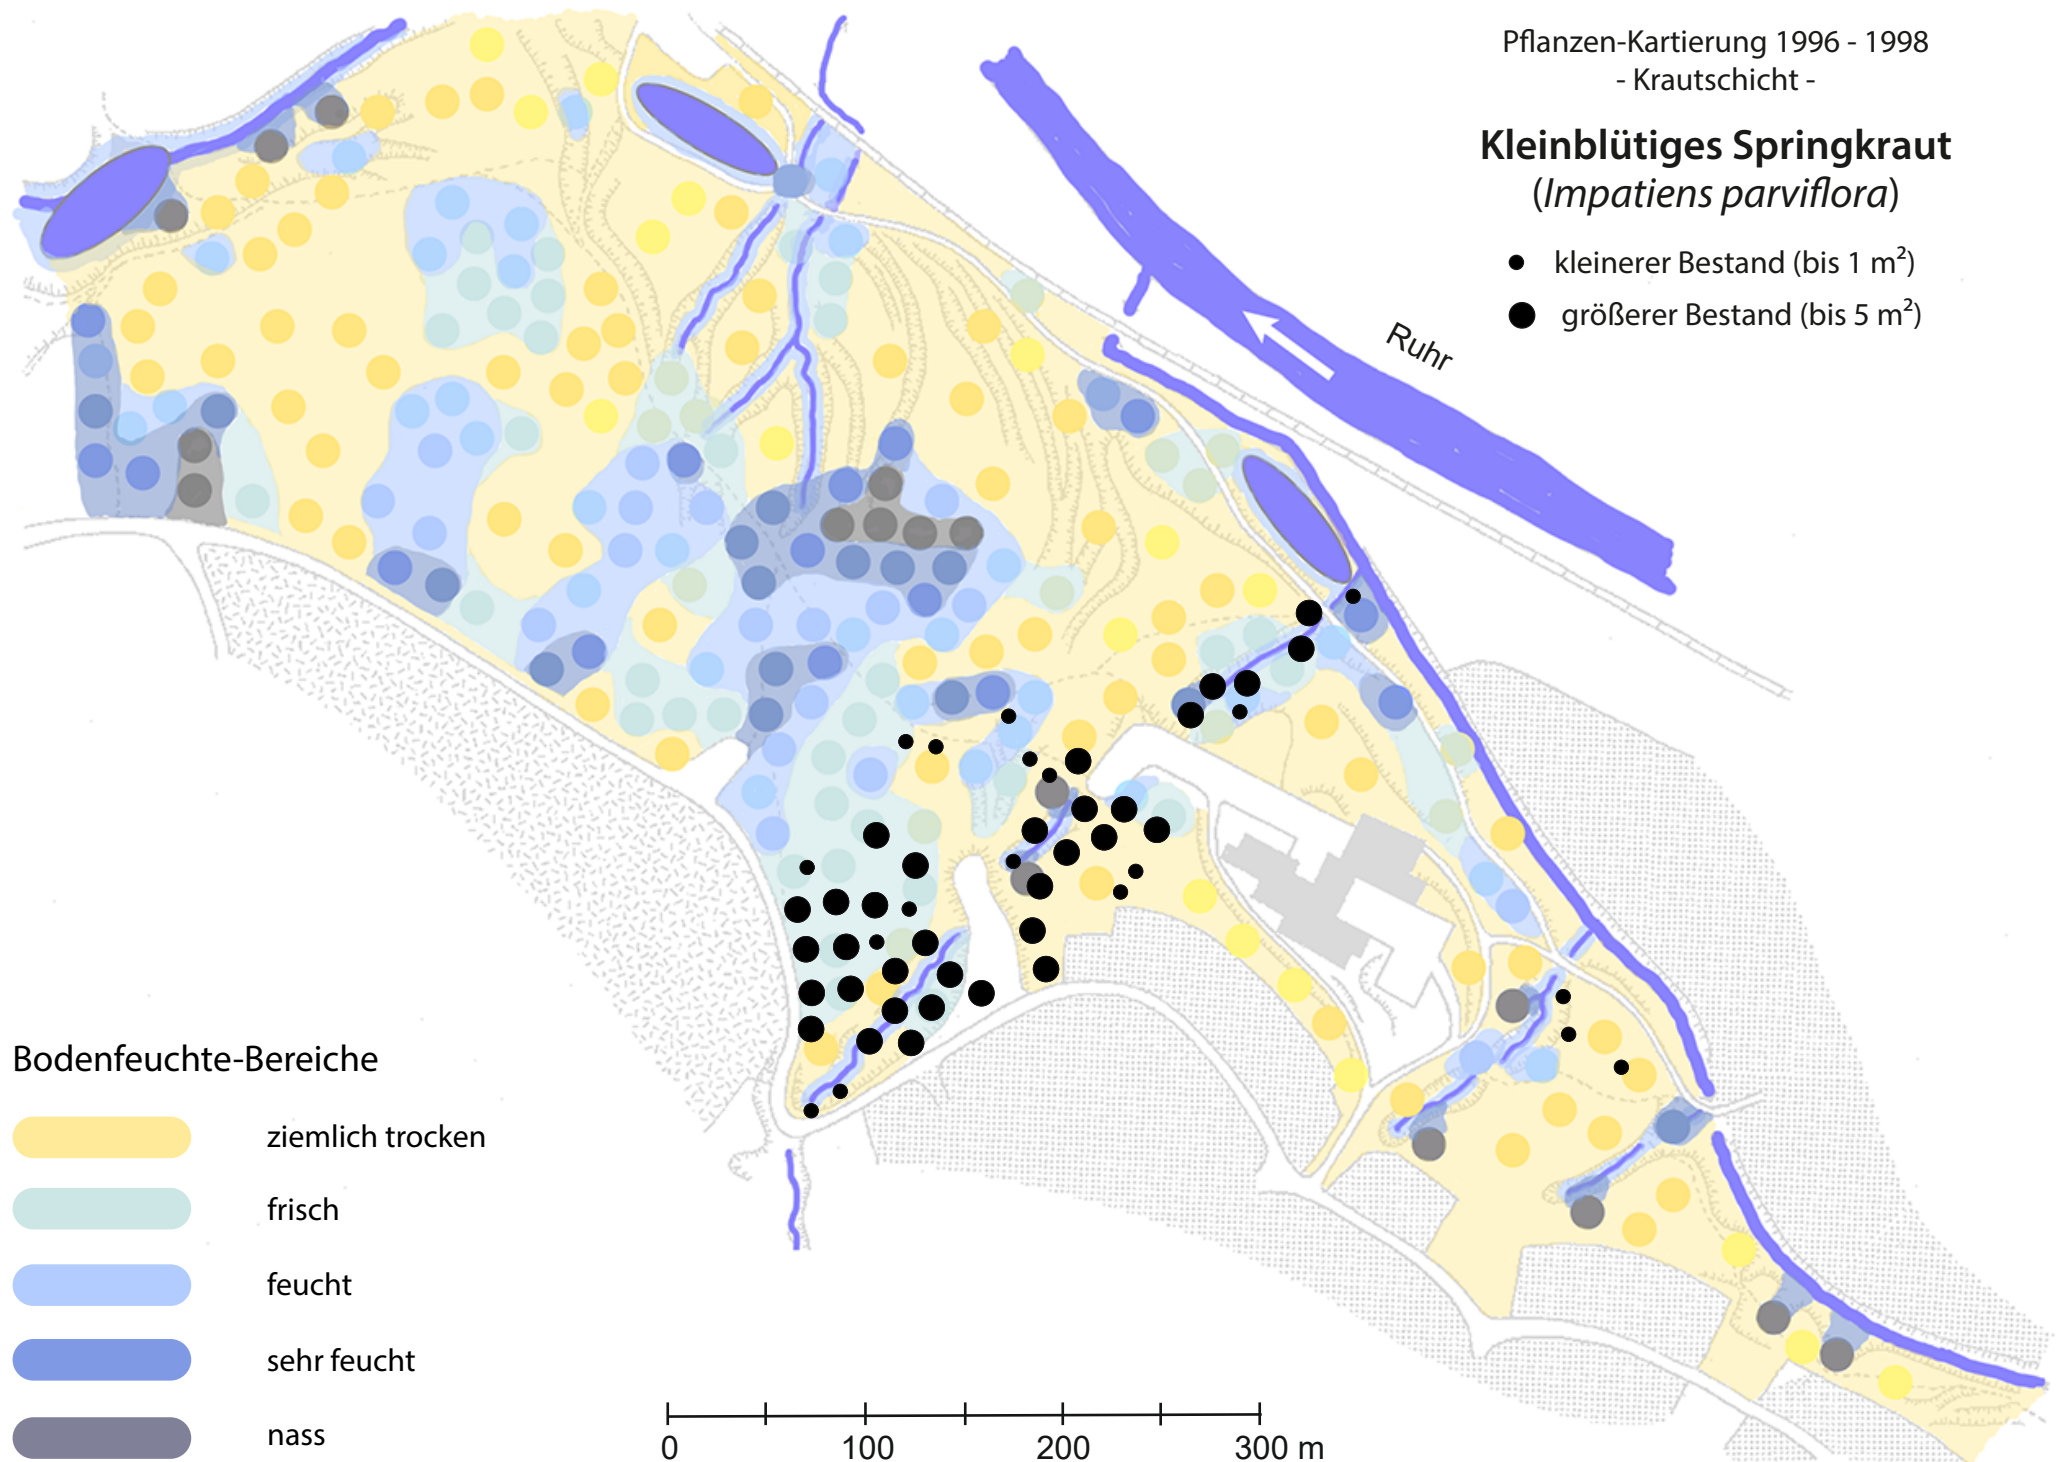 Pflanzen-Kartierung 1996 - 1998
- Krautschicht -
Kleinblütiges Springkraut
(Impatiens parviflora)
kleinerer Bestand (bis 1 m²)
größerer Bestand (bis 5 m²)
Ruhr
Bodenfeuchte-Bereiche
ziemlich trocken
frisch
feucht
sehr feucht
nass
0 100 200 300 m